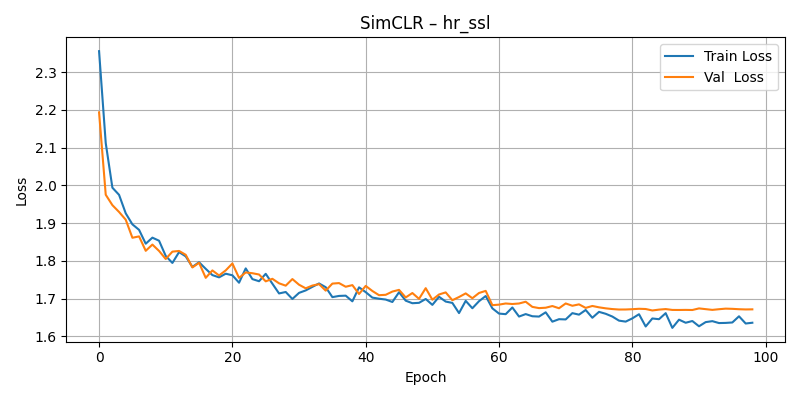 SimCLR – hr_ssl
Train Loss
Val  Loss
Loss
2.3
2.2
2.1
2.0
1.9
1.8
1.7
1.6
0 20 40 60 80 100
Epoch